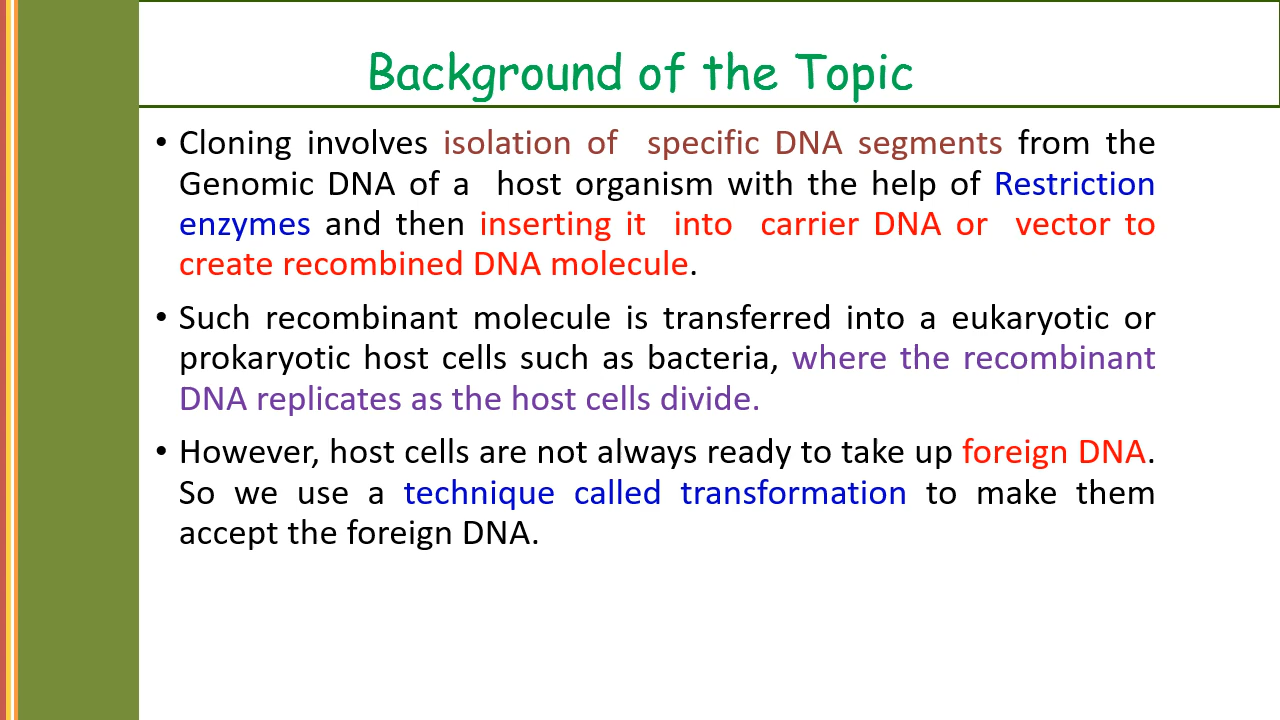 Background of the Topic
• Cloning involves isolation of specific DNA segments from the
Genomic DNA of a host organism with the help of Restriction
enzymes and then inserting it into carrier DNA or vector to
create recombined DNA molecule.
• Such recombinant molecule is transferred into a eukaryotic or
prokaryotic host cells such as bacteria, where the recombinant
DNA replicates as the host cells divide.
• However, host cells are not always ready to take up foreign DNA.
So we use a technique called transformation to make them
accept the foreign DNA.